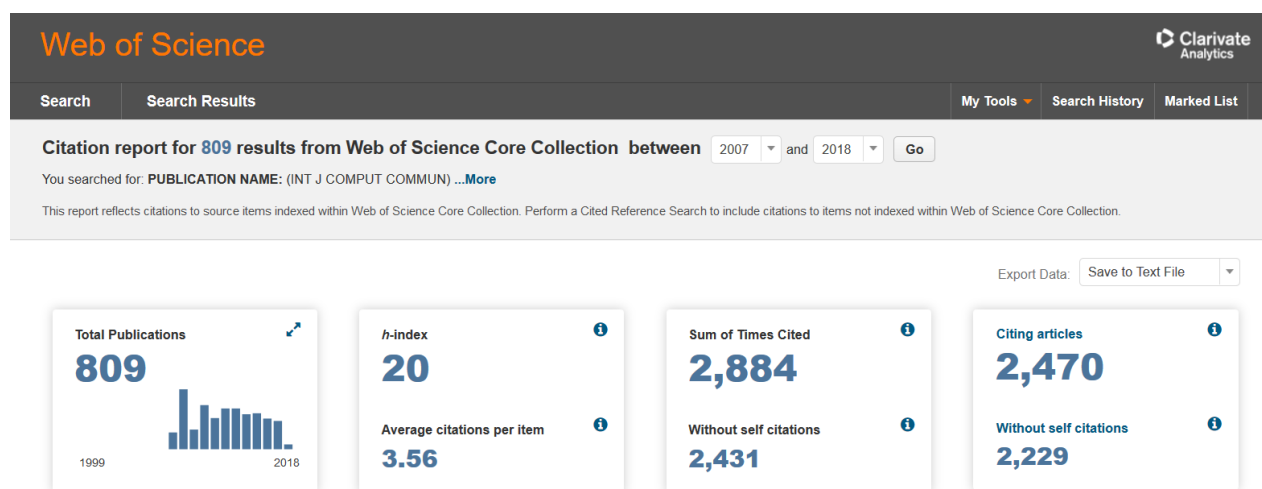 Web of Science
Clarivate
Analytics
Search Search Results My Tools Search History Marked List
Citation report for 809 results from Web of Science Core Collection between 2007 and 2018 Go
You searched for: PUBLICATION NAME: (INT J COMPUT COMMUN) ...More
This report reflects citations to source items indexed within Web of Science Core Collection. Perform a Cited Reference Search to include citations to items not indexed within Web of Science Core Collection.
Export Data: Save to Text File
Total Publications
809
1999 2018
h-index
20
Average citations per item
3.56
Sum of Times Cited
2,884
Without self citations
2,431
Citing articles
2,470
Without self citations
2,229